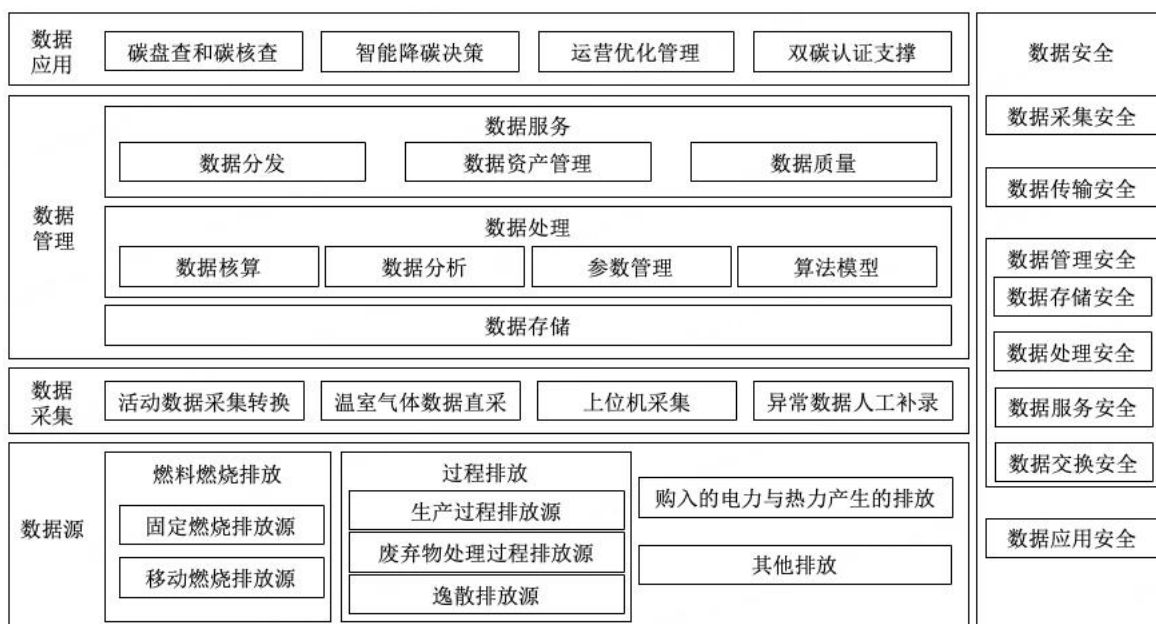 数据
应用
碳盘查和碳核查
智能降碳决策
运营优化管理
双碳认证支撑
数据
管理
数据服务
数据分发
数据资产管理
数据质量
数据处理
数据核算
数据分析
参数管理
算法模型
数据存储
数据
采集
活动数据采集转换
温室气体数据直采
上位机采集
异常数据人工补录
数据源
燃料燃烧排放
固定燃烧排放源
移动燃烧排放源
过程排放
生产过程排放源
废弃物处理过程排放源
逸散排放源
购入的电力与热力产生的排放
其他排放
数据安全
数据采集安全
数据传输安全
数据管理安全
数据存储安全
数据处理安全
数据服务安全
数据交换安全
数据应用安全